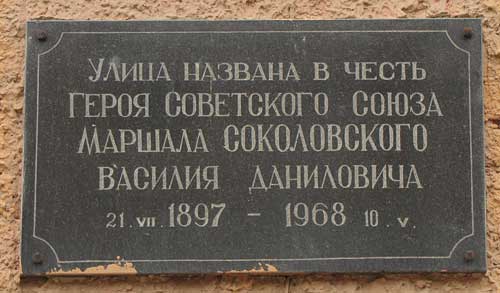 Улица названа в честь
Героя Советского Союза
Маршала СОКОЛОВСКОГО
Василия Даниловича
21.VII.1897 – 1968 10.V.